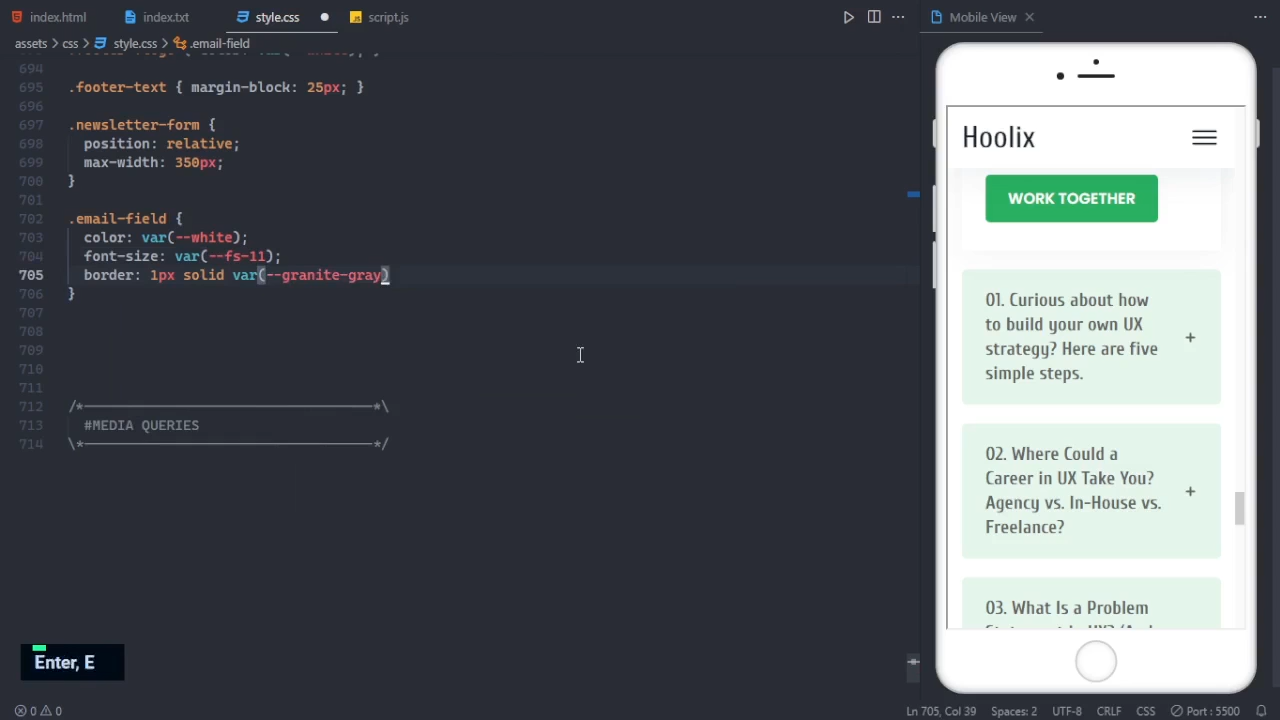 index.html
index.txt
style.css
script.js
Mobile View
assets > css > style.css > .email-field
694
695 .footer-text { margin-block: 25px; }
696
697 .newsletter-form {
698 position: relative;
699 max-width: 350px;
700 }
701
702 .email-field {
703 color: var(--white);
704 font-size: var(--fs-11);
705 border: 1px solid var(--granite-gray)
706 }
707
708
709
710
711
712 /*-----------------------------------*\
713 #MEDIA QUERIES
714 \*-----------------------------------*/
Hoolix
WORK TOGETHER
01. Curious about how
to build your own UX
strategy? Here are five
simple steps.
+
02. Where Could a
Career in UX Take You?
Agency vs. In-House vs.
Freelance?
+
03. What Is a Problem
Enter, E
0 0
Ln 705, Col 39
Spaces: 2
UTF-8
CRLF
CSS
Port : 5500